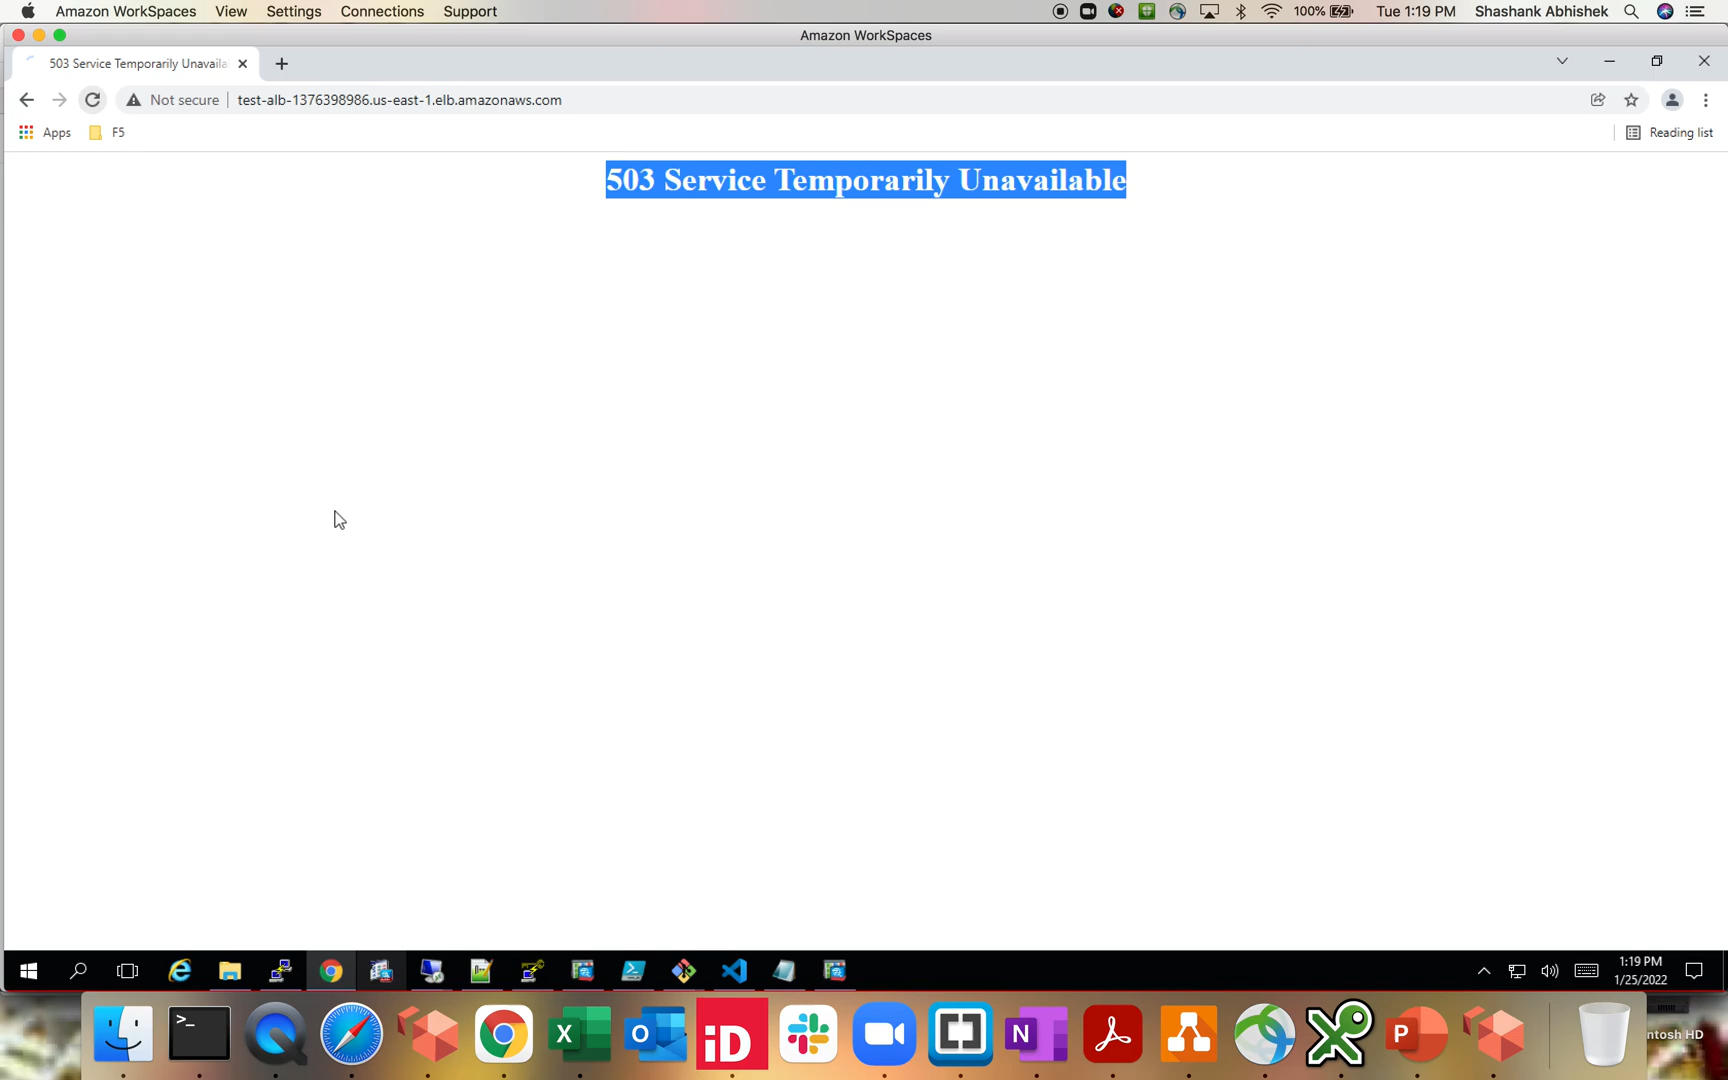 Amazon WorkSpaces View Settings Connections Support 100% Tue 1:19 PM Shashank Abhishek
Amazon WorkSpaces
503 Service Temporarily Unavaila
Not secure test-alb-1376398986.us-east-1.elb.amazonaws.com
Apps F5 Reading list
503 Service Temporarily Unavailable
1:19 PM
1/25/2022
iD
ntosh HD